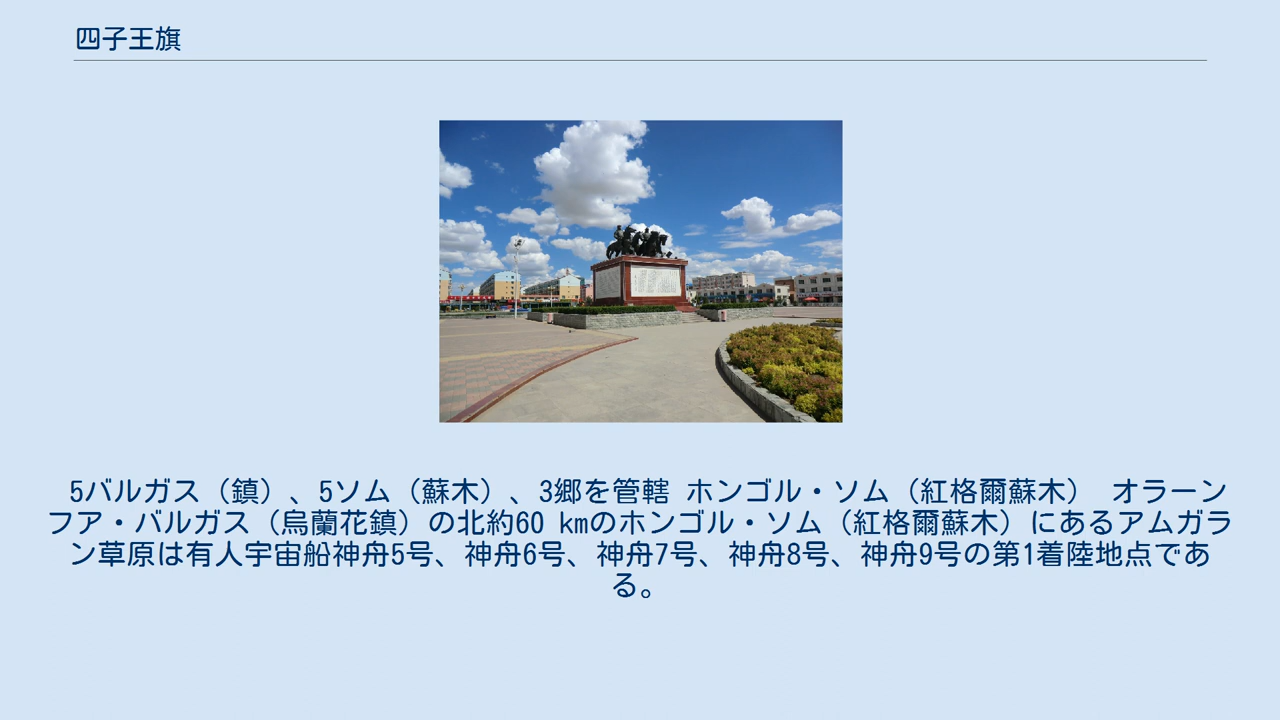 四子王旗
5バルガス（鎮）、5ソム（蘇木）、3郷を管轄 ホンゴル・ソム（紅格爾蘇木） オラーン
フア・バルガス（烏蘭花鎮）の北約60 kmのホンゴル・ソム（紅格爾蘇木）にあるアムガラ
ン草原は有人宇宙船神舟5号、神舟6号、神舟7号、神舟8号、神舟9号の第1着陸地点であ
る。